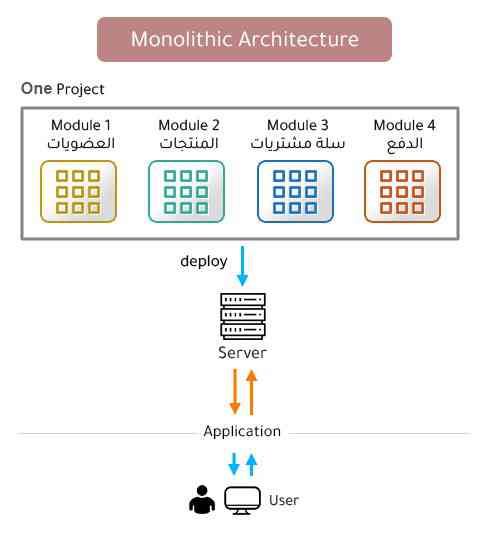 Monolithic Architecture
One Project
Module 1
العضويات
Module 2
المنتجات
Module 3
سلة مشتريات
Module 4
الدفع
deploy
Server
Application
User